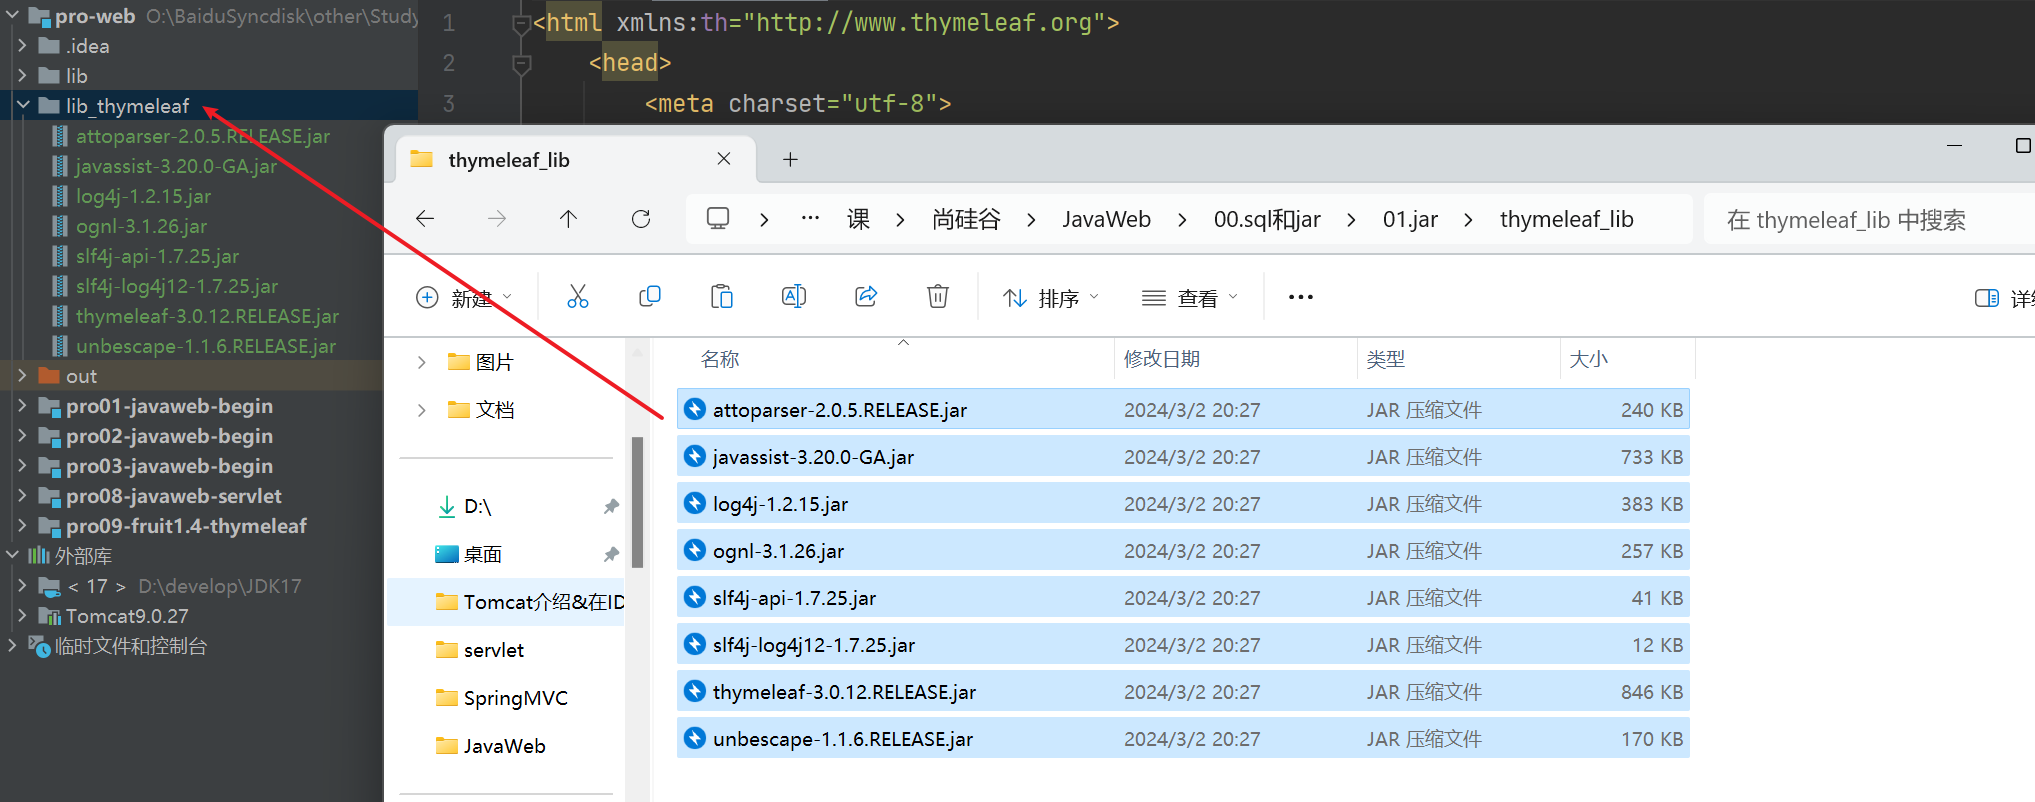 pro-web O:\BaiduSyncdisk\other\Study
.idea
lib
lib_thymeleaf
attoparser-2.0.5.RELEASE.jar
javassist-3.20.0-GA.jar
log4j-1.2.15.jar
ognl-3.1.26.jar
slf4j-api-1.7.25.jar
slf4j-log4j12-1.7.25.jar
thymeleaf-3.0.12.RELEASE.jar
unbescape-1.1.6.RELEASE.jar
out
pro01-javaweb-begin
pro02-javaweb-begin
pro03-javaweb-begin
pro08-javaweb-servlet
pro09-fruit1.4-thymeleaf
外部库
< 17 > D:\develop\JDK17
Tomcat9.0.27
临时文件和控制台
1 <html xmlns:th="http://www.thymeleaf.org">
2 <head>
3 <meta charset="utf-8">
thymeleaf_lib
… 课 > 尚硅谷 > JavaWeb > 00.sql和jar > 01.jar > thymeleaf_lib
在 thymeleaf_lib 中搜索
新建 排序 查看 ••• 详细
图片
文档
D:\
桌面
Tomcat介绍&在ID
servlet
SpringMVC
JavaWeb
名称 修改日期 类型 大小
attoparser-2.0.5.RELEASE.jar 2024/3/2 20:27 JAR 压缩文件 240 KB
javassist-3.20.0-GA.jar 2024/3/2 20:27 JAR 压缩文件 733 KB
log4j-1.2.15.jar 2024/3/2 20:27 JAR 压缩文件 383 KB
ognl-3.1.26.jar 2024/3/2 20:27 JAR 压缩文件 257 KB
slf4j-api-1.7.25.jar 2024/3/2 20:27 JAR 压缩文件 41 KB
slf4j-log4j12-1.7.25.jar 2024/3/2 20:27 JAR 压缩文件 12 KB
thymeleaf-3.0.12.RELEASE.jar 2024/3/2 20:27 JAR 压缩文件 846 KB
unbescape-1.1.6.RELEASE.jar 2024/3/2 20:27 JAR 压缩文件 170 KB